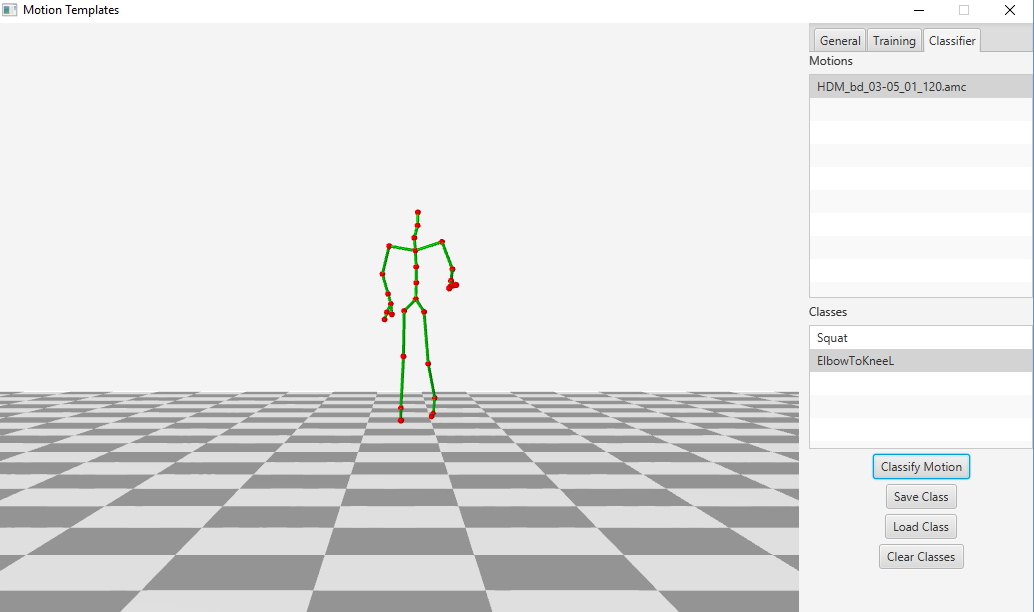 Motion Templates
General Training Classifier
Motions
HDM_bd_03-05_01_120.amc
Classes
Squat
ElbowToKneeL
Classify Motion
Save Class
Load Class
Clear Classes